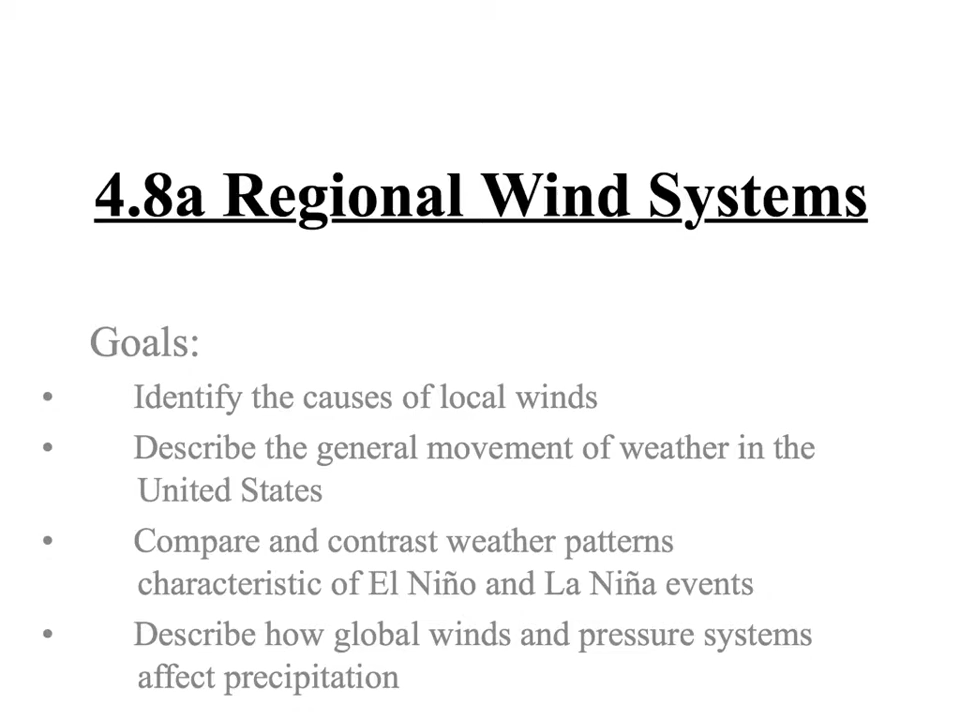 4.8a Regional Wind Systems
Goals:
• Identify the causes of local winds
• Describe the general movement of weather in the
United States
• Compare and contrast weather patterns
characteristic of El Niño and La Niña events
• Describe how global winds and pressure systems
affect precipitation